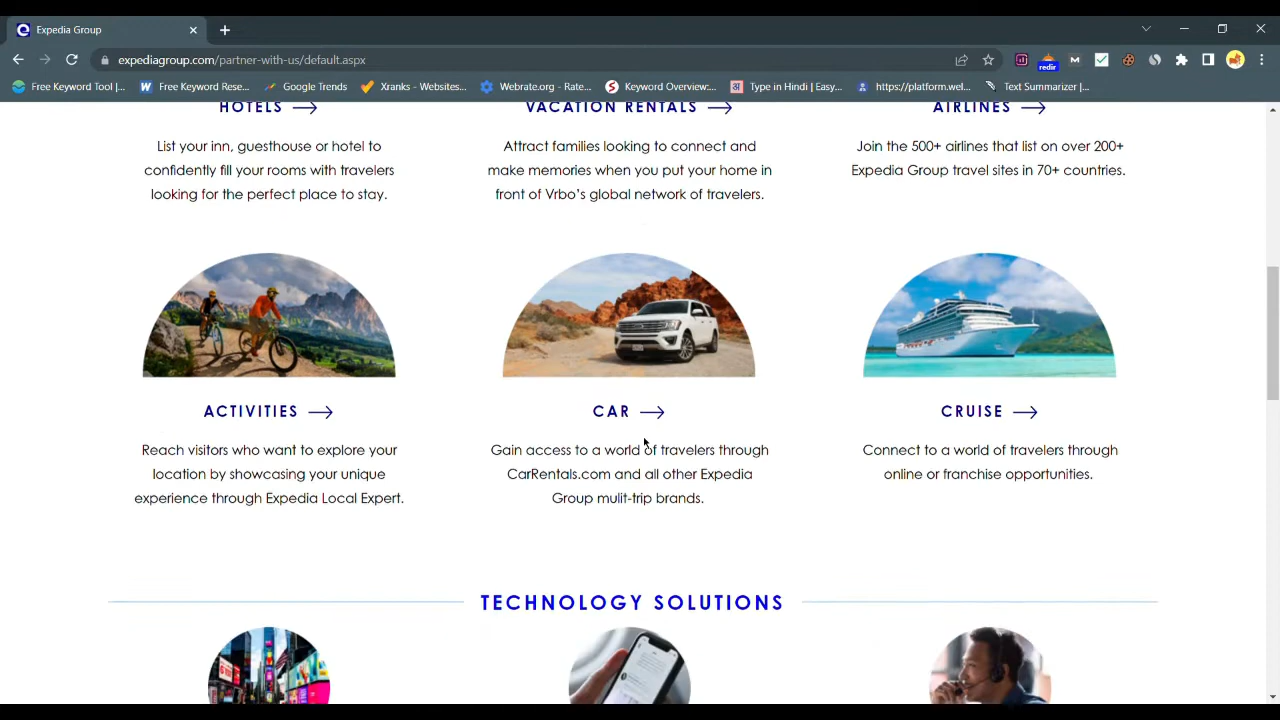 Expedia Group
expediagroup.com/partner-with-us/default.aspx
redir
Free Keyword Tool |...
Free Keyword Rese...
Google Trends
Xranks - Websites...
Webrate.org - Rate...
Keyword Overview:...
Type in Hindi | Easy...
https://platform.wel...
Text Summarizer |...
HOTELS
VACATION RENTALS
AIRLINES
List your inn, guesthouse or hotel to
confidently fill your rooms with travelers
looking for the perfect place to stay.
Attract families looking to connect and
make memories when you put your home in
front of Vrbo's global network of travelers.
Join the 500+ airlines that list on over 200+
Expedia Group travel sites in 70+ countries.
ACTIVITIES
CAR
CRUISE
Reach visitors who want to explore your
location by showcasing your unique
experience through Expedia Local Expert.
Gain access to a world of travelers through
CarRentals.com and all other Expedia
Group mulit-trip brands.
Connect to a world of travelers through
online or franchise opportunities.
TECHNOLOGY SOLUTIONS